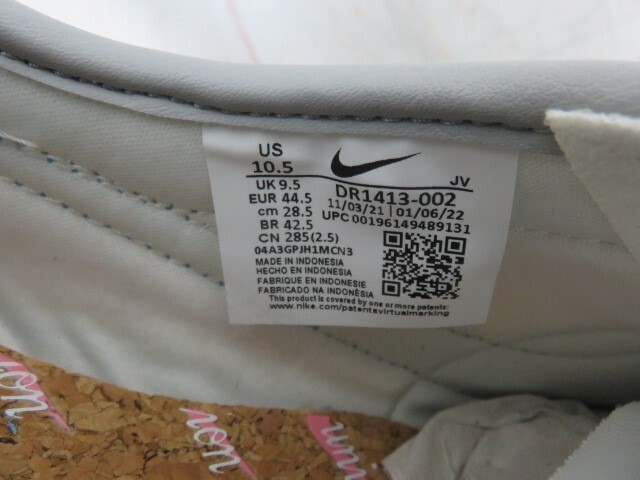 US
10.5
JV
UK 9.5
DR1413-002
EUR 44.5
11/03/21 | 01/06/22
cm 28.5
UPC 00196149489131
BR 42.5
CN 285(2.5)
04A3GPJH1MCN3
MADE IN INDONESIA
HECHO EN INDONESIA
FABRIQUE EN INDONESIE
FABRICADO NA INDONÉSIA
This product is covered by one or more patents:
www.nike.com/patentsvirtualmarking
non
non